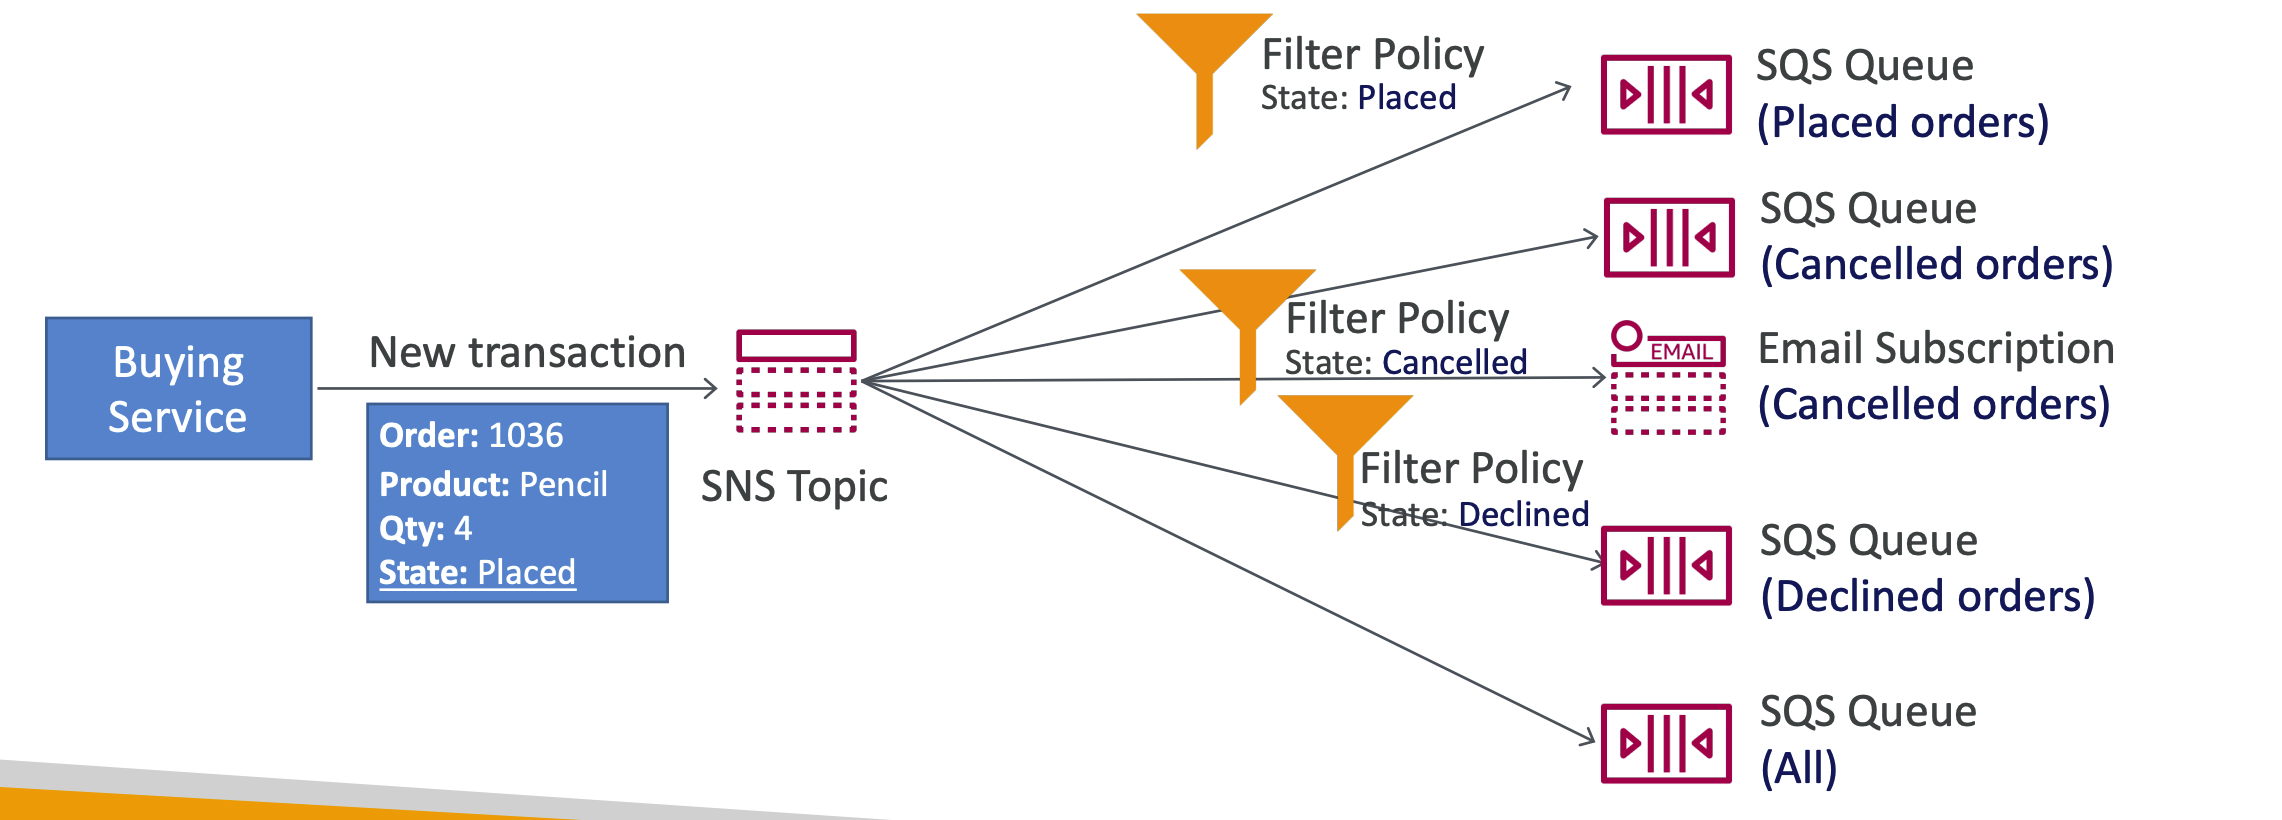 Filter Policy
State: Placed
SQS Queue
(Placed orders)
SQS Queue
(Cancelled orders)
Buying
Service
New transaction
Order: 1036
Product: Pencil
Qty: 4
State: Placed
SNS Topic
Filter Policy
State: Cancelled
EMAIL
Email Subscription
(Cancelled orders)
Filter Policy
State: Declined
SQS Queue
(Declined orders)
SQS Queue
(All)